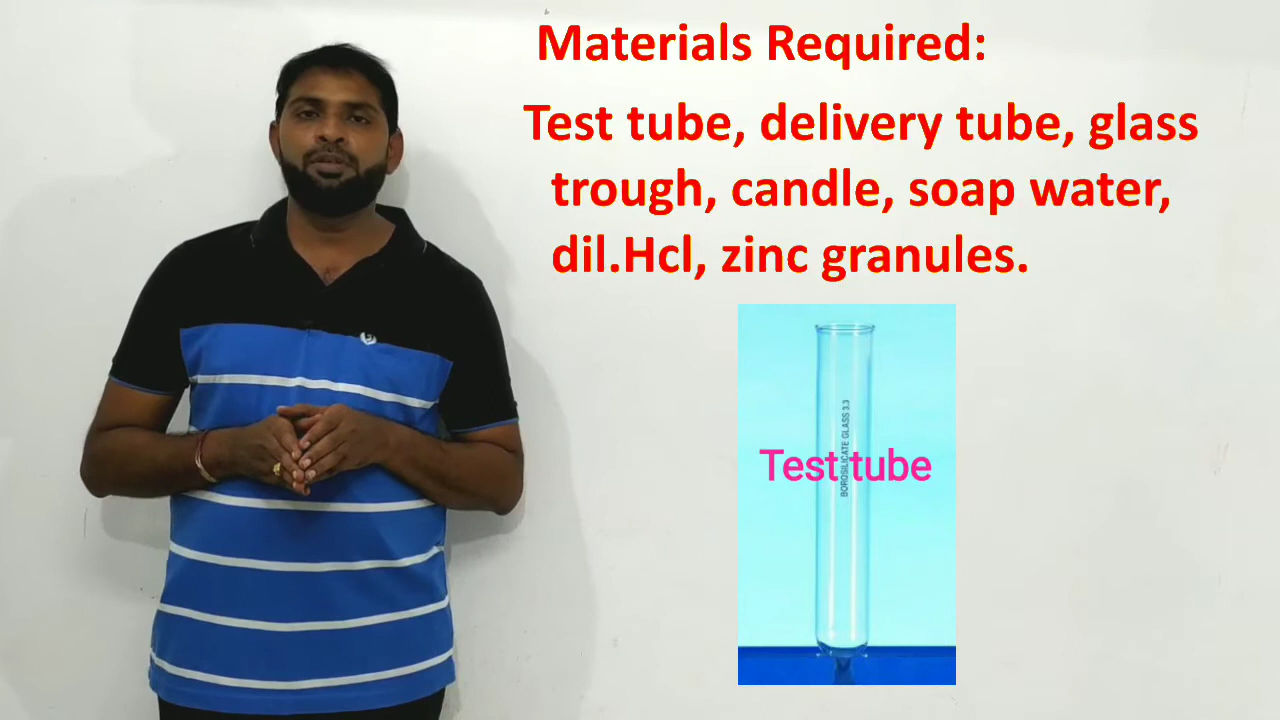 Materials Required:
Test tube, delivery tube, glass
trough, candle, soap water,
dil.Hcl, zinc granules.
BOROSILICATE GLASS 3.3
Test tube